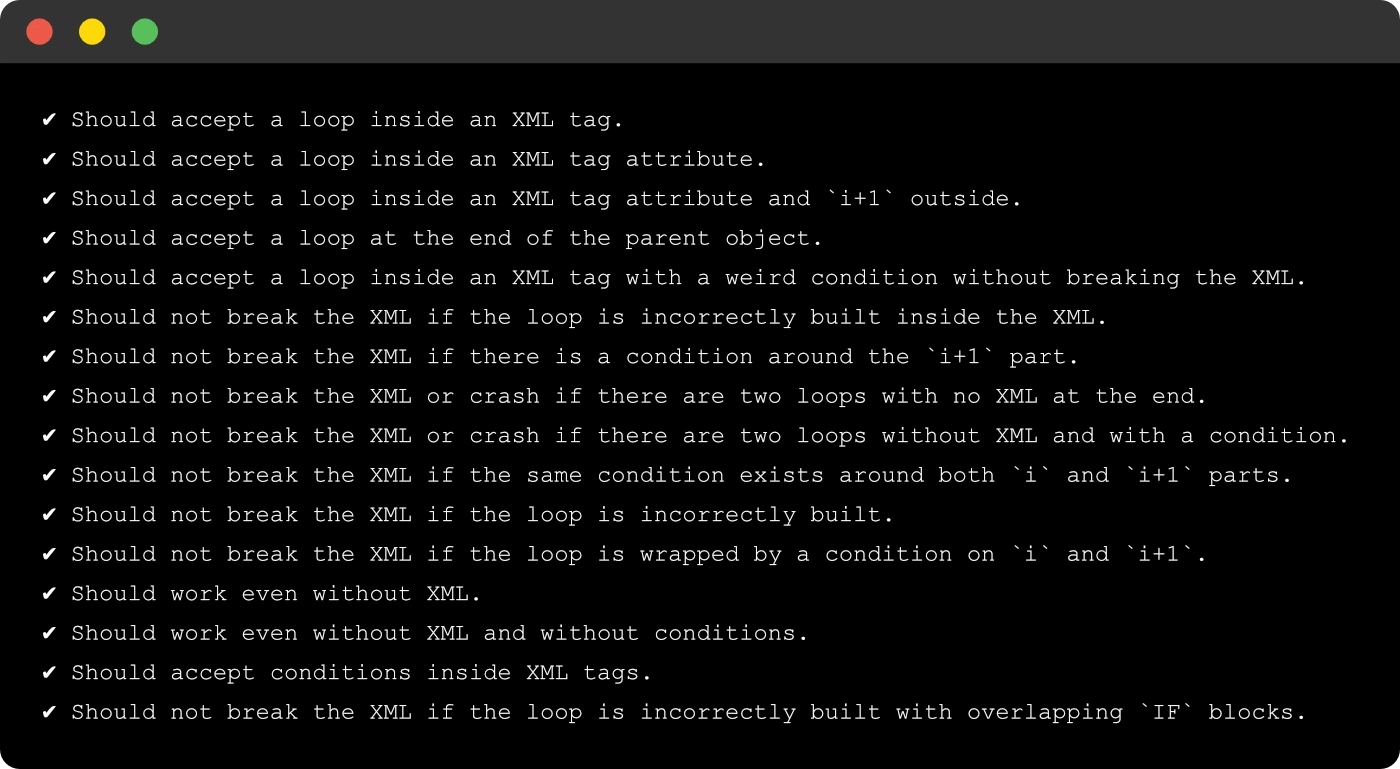 ✔ Should accept a loop inside an XML tag.
✔ Should accept a loop inside an XML tag attribute.
✔ Should accept a loop inside an XML tag attribute and `i+1` outside.
✔ Should accept a loop at the end of the parent object.
✔ Should accept a loop inside an XML tag with a weird condition without breaking the XML.
✔ Should not break the XML if the loop is incorrectly built inside the XML.
✔ Should not break the XML if there is a condition around the `i+1` part.
✔ Should not break the XML or crash if there are two loops with no XML at the end.
✔ Should not break the XML or crash if there are two loops without XML and with a condition.
✔ Should not break the XML if the same condition exists around both `i` and `i+1` parts.
✔ Should not break the XML if the loop is incorrectly built.
✔ Should not break the XML if the loop is wrapped by a condition on `i` and `i+1`.
✔ Should work even without XML.
✔ Should work even without XML and without conditions.
✔ Should accept conditions inside XML tags.
✔ Should not break the XML if the loop is incorrectly built with overlapping `IF` blocks.